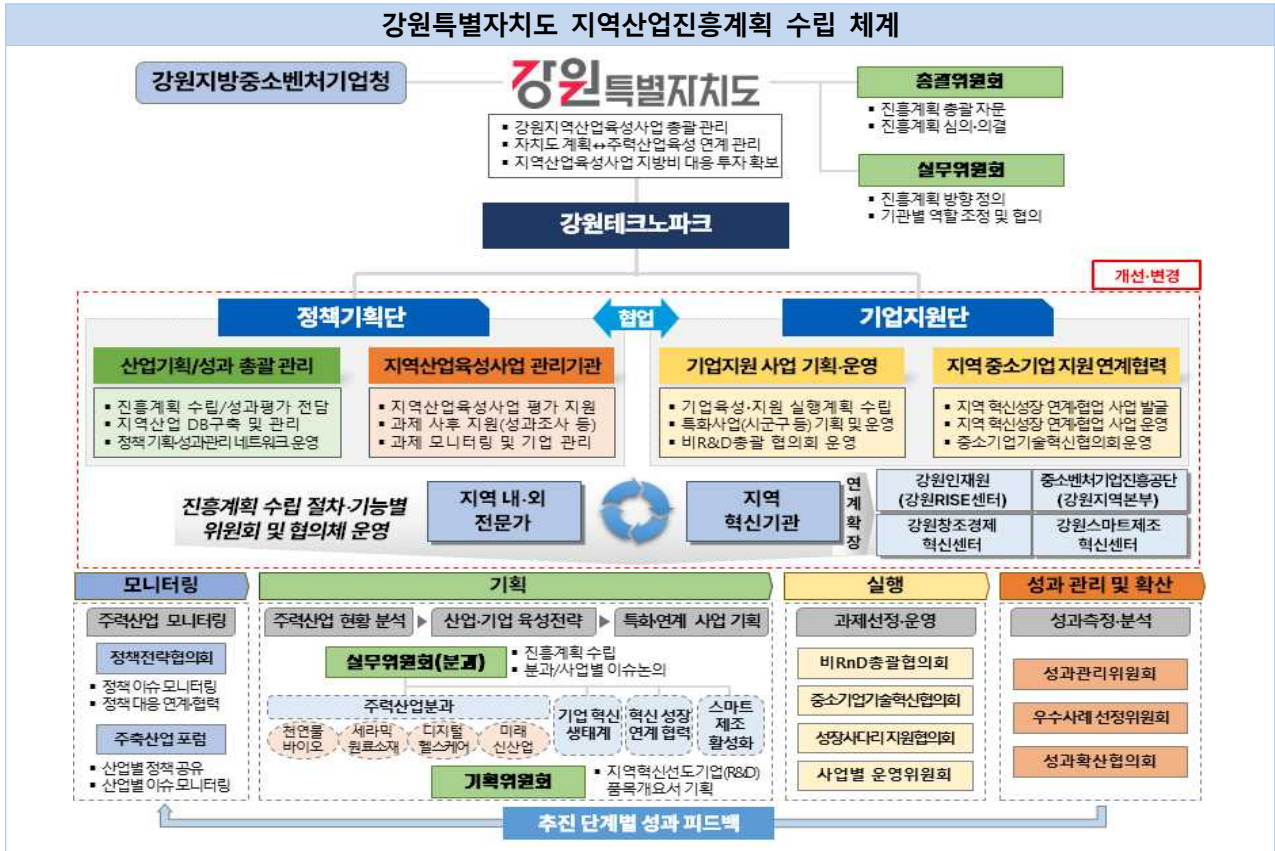 강원특별자치도 지역산업진흥계획 수립 체계
강원지방중소벤처기업청
강원특별자치도
▪ 강원지역산업육성사업 총괄 관리
▪ 자치도 계획↔주력산업육성 연계 관리
▪ 지역산업육성사업 지방비 대응 투자 확보
총괄위원회
▪ 진흥계획 총괄 자문
▪ 진흥계획 심의·의결
실무위원회
▪ 진흥계획 방향 정의
▪ 기관별 역할 조정 및 협의
강원테크노파크
개선·변경
정책기획단
협업
기업지원단
산업기획/성과 총괄 관리
▪ 진흥계획 수립/성과평가 전담
▪ 지역산업 DB구축 및 관리
▪ 정책기획·성과관리 네트워크 운영
지역산업육성사업 관리기관
▪ 지역산업육성사업 평가 지원
▪ 과제 사후 지원(성과조사 등)
▪ 과제 모니터링 및 기업 관리
기업지원 사업 기획·운영
▪ 기업육성·지원 실행계획 수립
▪ 특화사업(시군구 등) 기획 및 운영
▪ 비R&D총괄 협의회 운영
지역 중소기업 지원 연계협력
▪ 지역 혁신성장 연계·협업 사업 발굴
▪ 지역 혁신성장 연계·협업 사업 운영
▪ 중소기업기술혁신협의회 운영
진흥계획 수립 절차·기능별
위원회 및 협의체 운영
지역 내·외
전문가
지역
혁신기관
연계확장
강원인재원
(강원RISE센터)
중소벤처기업진흥공단
(강원지역본부)
강원창조경제
혁신센터
강원스마트제조
혁신센터
모니터링
기획
실행
성과 관리 및 확산
주력산업 모니터링
정책전략협의회
▪ 정책 이슈 모니터링
▪ 정책 대응 연계·협력
주축산업 포럼
▪ 산업별 정책 공유
▪ 산업별 이슈 모니터링
주력산업 현황 분석
산업·기업 육성전략
특화연계 사업 기획
실무위원회(분과)
▪ 진흥계획 수립
▪ 분과/사업별 이슈논의
주력산업분과
천연물
바이오
세라믹
원료소재
디지털
헬스케어
미래
신산업
기업 혁신
생태계
혁신 성장
연계 협력
스마트
제조
활성화
기획위원회
▪ 지역혁신선도기업(R&D)
품목개요서 기획
과제선정·운영
비RnD총괄협의회
중소기업기술혁신협의회
성장사다리 지원협의회
사업별 운영위원회
성과측정·분석
성과관리위원회
우수사례 선정위원회
성과확산협의회
추진 단계별 성과 피드백